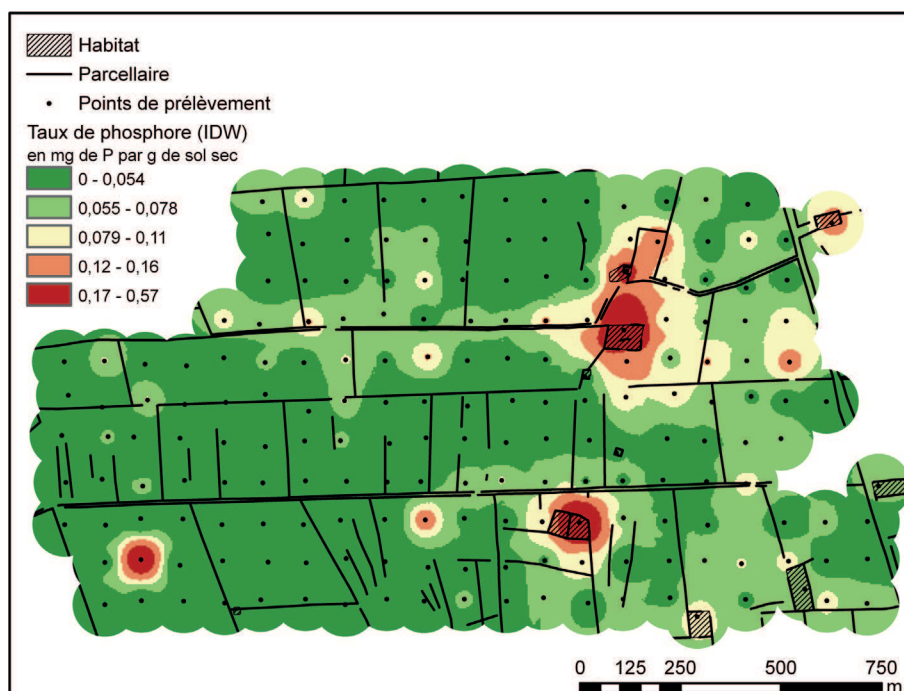 Habitat
Parcellaire
Points de prélèvement
Taux de phosphore (IDW)
en mg de P par g de sol sec
0 - 0,054
0,055 - 0,078
0,079 - 0,11
0,12 - 0,16
0,17 - 0,57
0 125 250 500 750
m